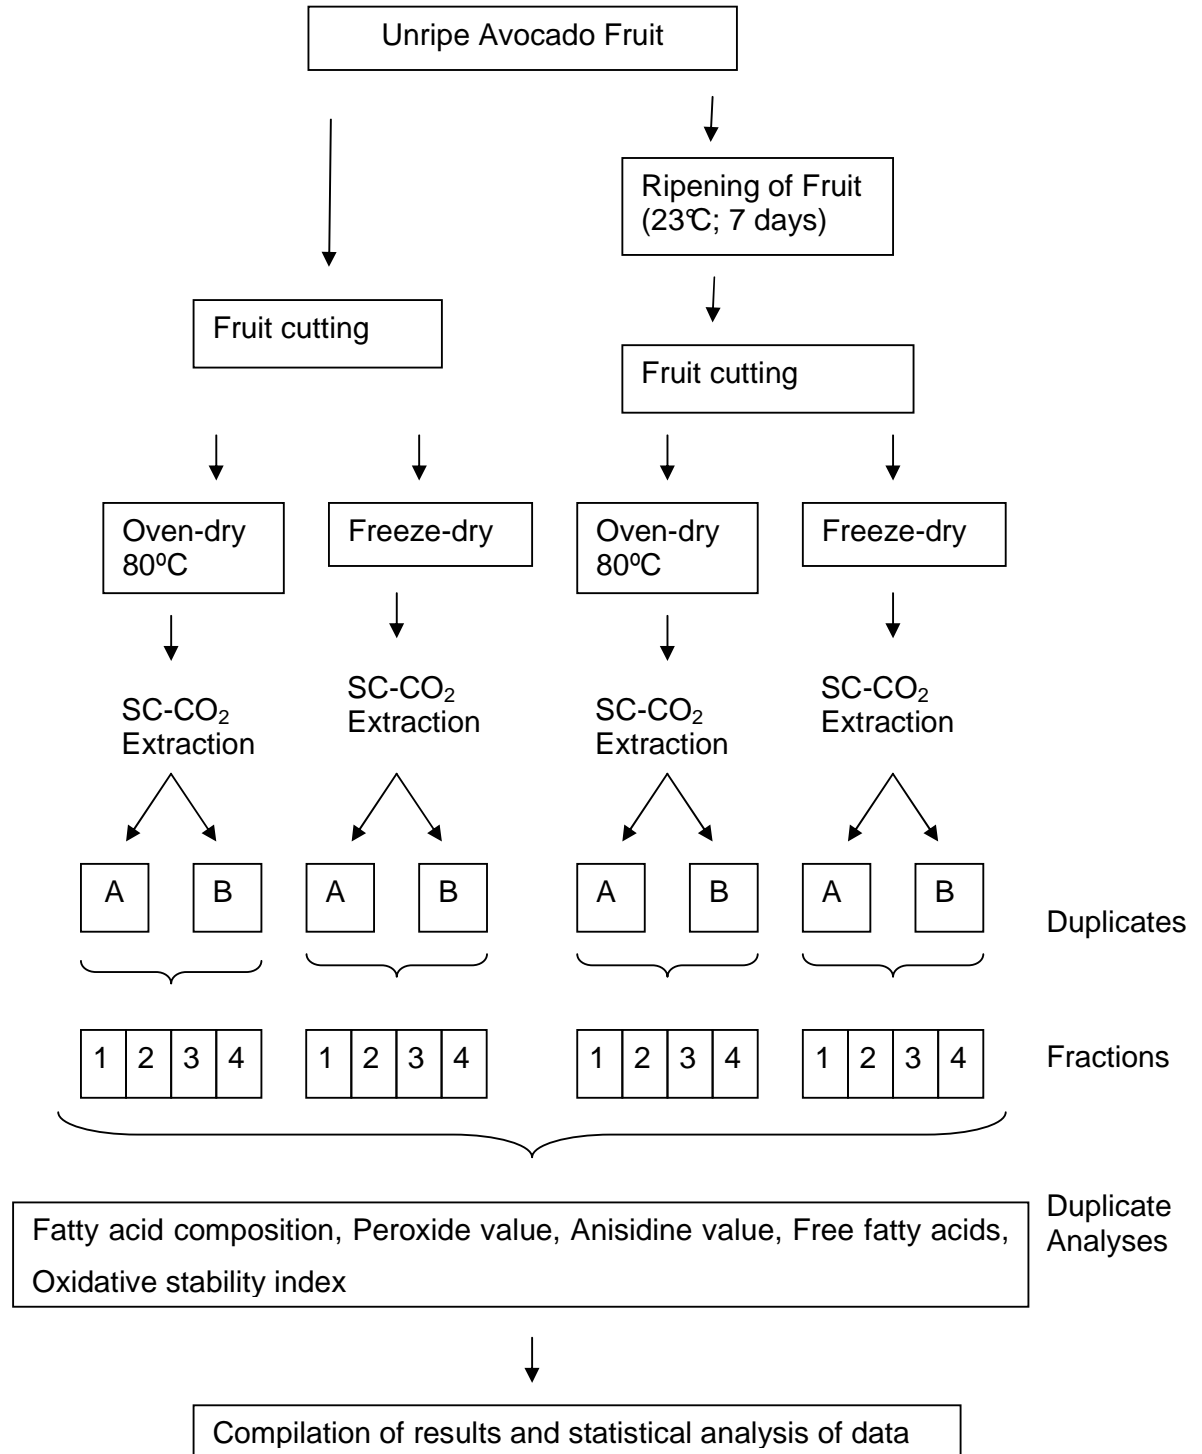 Unripe Avocado Fruit
Ripening of Fruit
(23°C; 7 days)
Fruit cutting
Fruit cutting
Oven-dry
80ºC
Freeze-dry
Oven-dry
80ºC
Freeze-dry
SC-CO₂
Extraction
SC-CO₂
Extraction
SC-CO₂
Extraction
SC-CO₂
Extraction
A B A B A B A B
Duplicates
1 2 3 4 1 2 3 4 1 2 3 4 1 2 3 4
Fractions
Fatty acid composition, Peroxide value, Anisidine value, Free fatty acids,
Oxidative stability index
Duplicate
Analyses
Compilation of results and statistical analysis of data